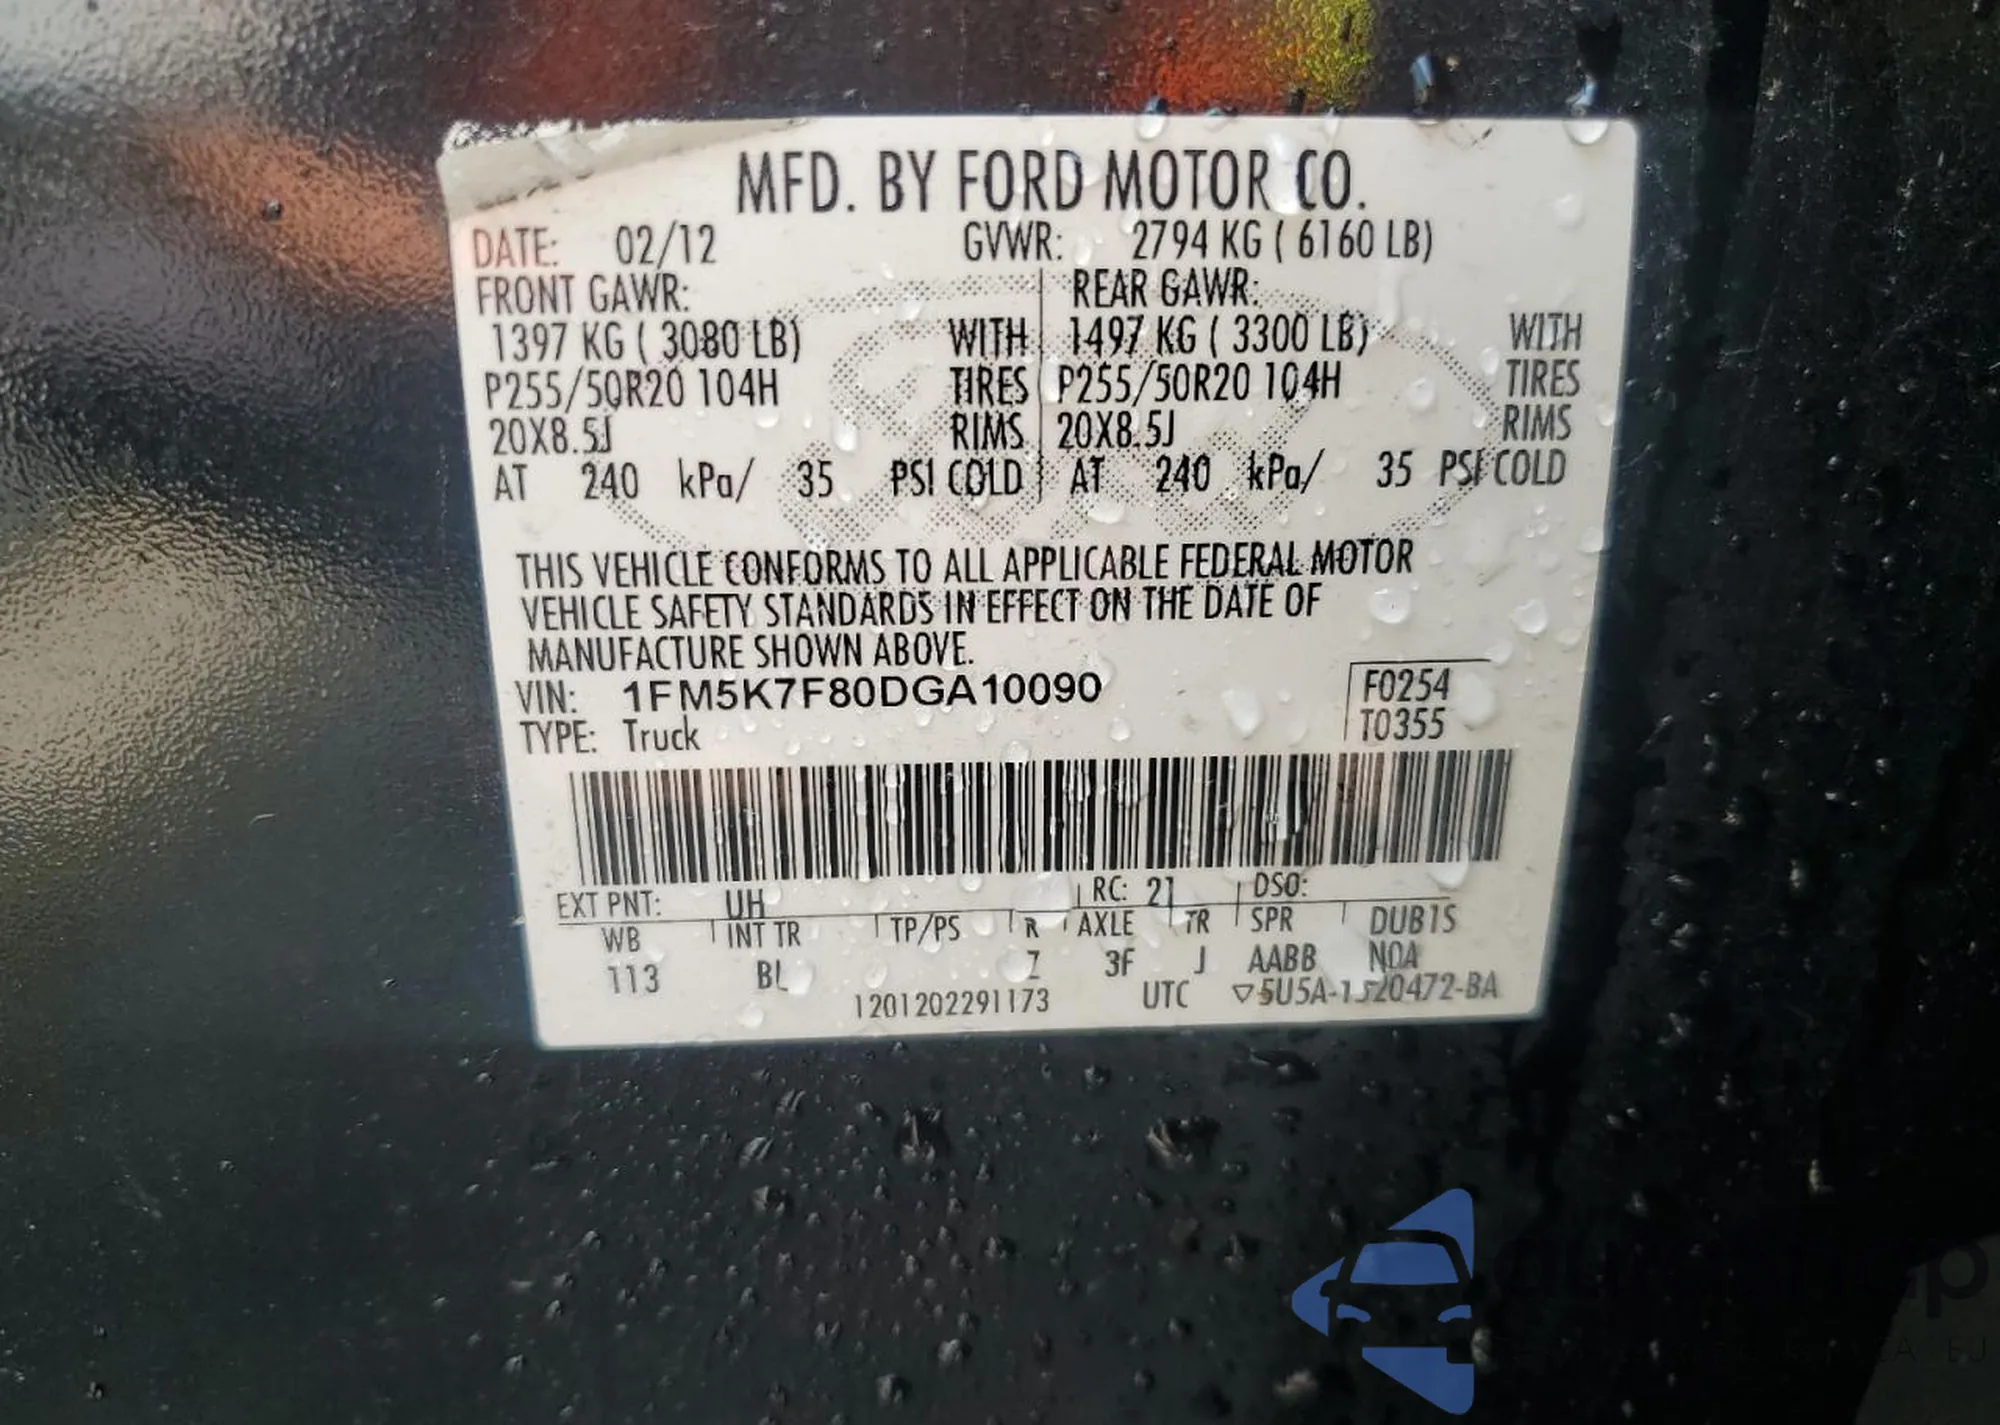 MFD. BY FORD MOTOR CO.
DATE: 02/12 GVWR: 2794 KG ( 6160 LB)
FRONT GAWR: REAR GAWR:
1397 KG ( 3080 LB) WITH 1497 KG ( 3300 LB) WITH
P255/50R20 104H TIRES P255/50R20 104H TIRES
20X8.5J RIMS 20X8.5J RIMS
AT 240 kPa/ 35 PSI COLD AT 240 kPa/ 35 PSI COLD
THIS VEHICLE CONFORMS TO ALL APPLICABLE FEDERAL MOTOR
VEHICLE SAFETY STANDARDS IN EFFECT ON THE DATE OF
MANUFACTURE SHOWN ABOVE.
VIN: 1FM5K7F80DGA10090 F0254
TYPE: Truck T0355
EXT PNT: UH RC: 21 DSO:
WB INT TR TP/PS R AXLE TR SPR DUB1S
113 BL Z 3F J AABB NOA
1201202291173 UTC ▽5U5A-1520472-BA